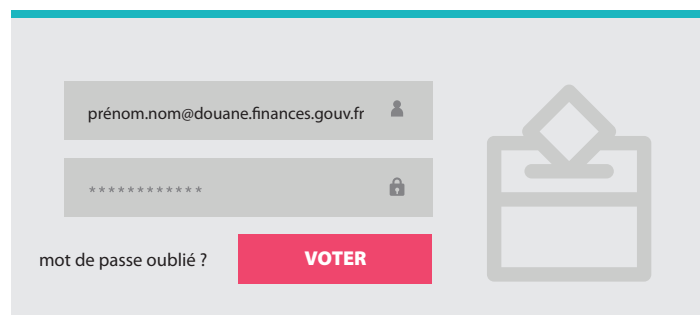 prénom.nom@douane.finances.gouv.fr
************
mot de passe oublié ?
VOTER